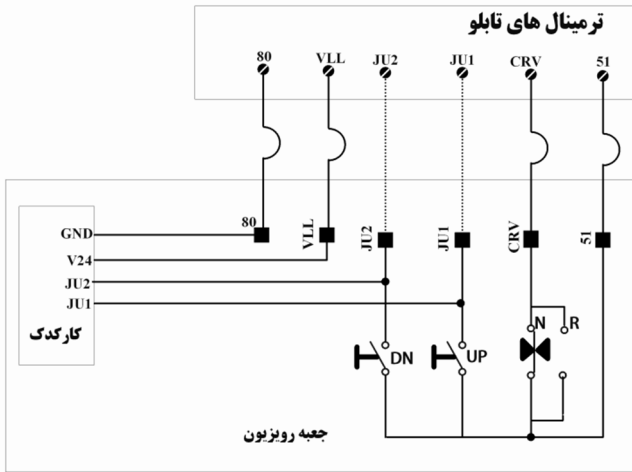 ترمینال های تابلو
80 VLL JU2 JU1 CRV 51
80 VLL JU2 JU1 CRV 51
GND
V24
JU2
JU1
کارکدک
N R
DN UP
جعبه رویزیون